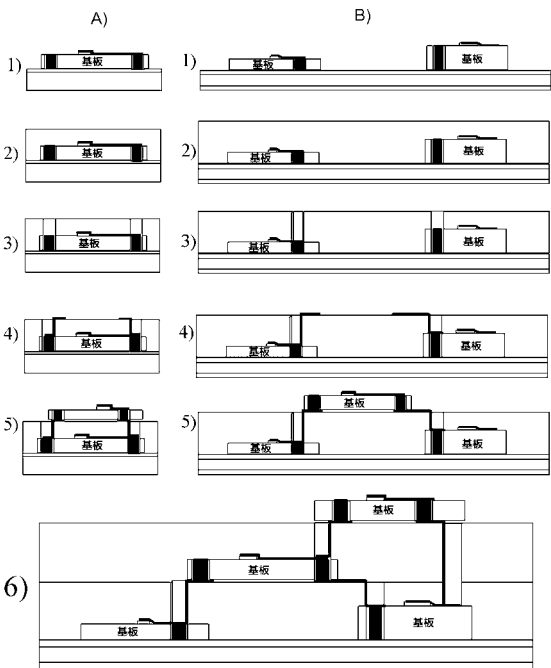 A) B)
1) 基板 1) 基板 基板
2) 基板 2) 基板 基板
3) 基板 3) 基板 基板
4) 基板 4) 基板 基板
5) 基板 5) 基板 基板 基板
6) 基板 基板 基板 基板